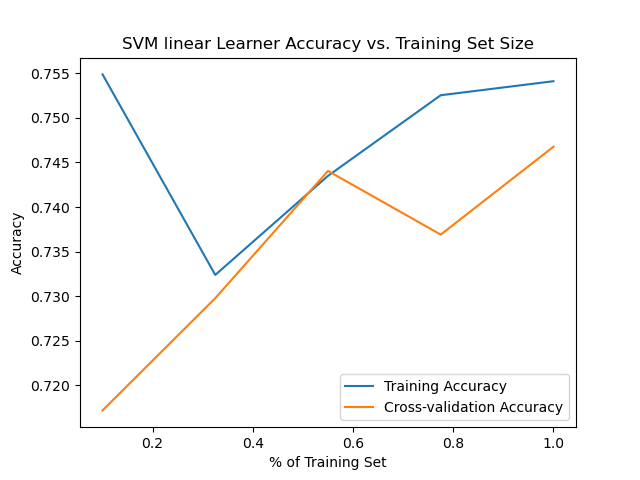 SVM linear Learner Accuracy vs. Training Set Size
0.755
0.750
0.745
0.740
0.735
0.730
0.725
0.720
Accuracy
Training Accuracy
Cross-validation Accuracy
0.2 0.4 0.6 0.8 1.0
% of Training Set